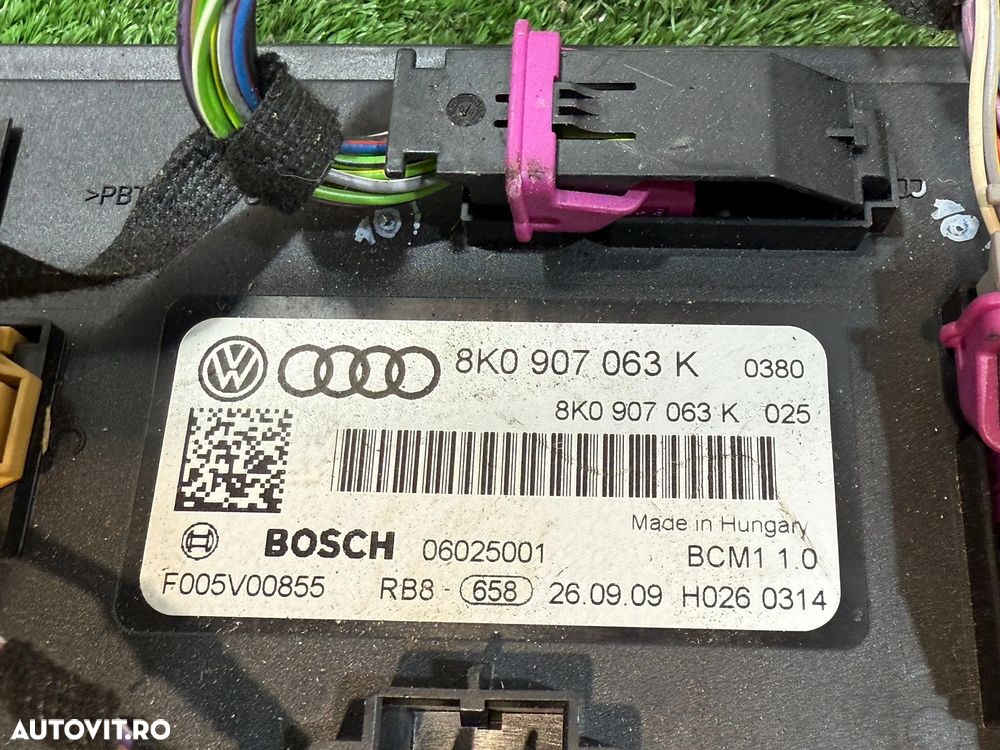 >PBT
8K0 907 063 K 0380
8K0 907 063 K 025
Made in Hungary
BOSCH 06025001 BCM1 1.0
F005V00855 RB8 - 658 26.09.09 H026 0314
AUTOVIT.RO